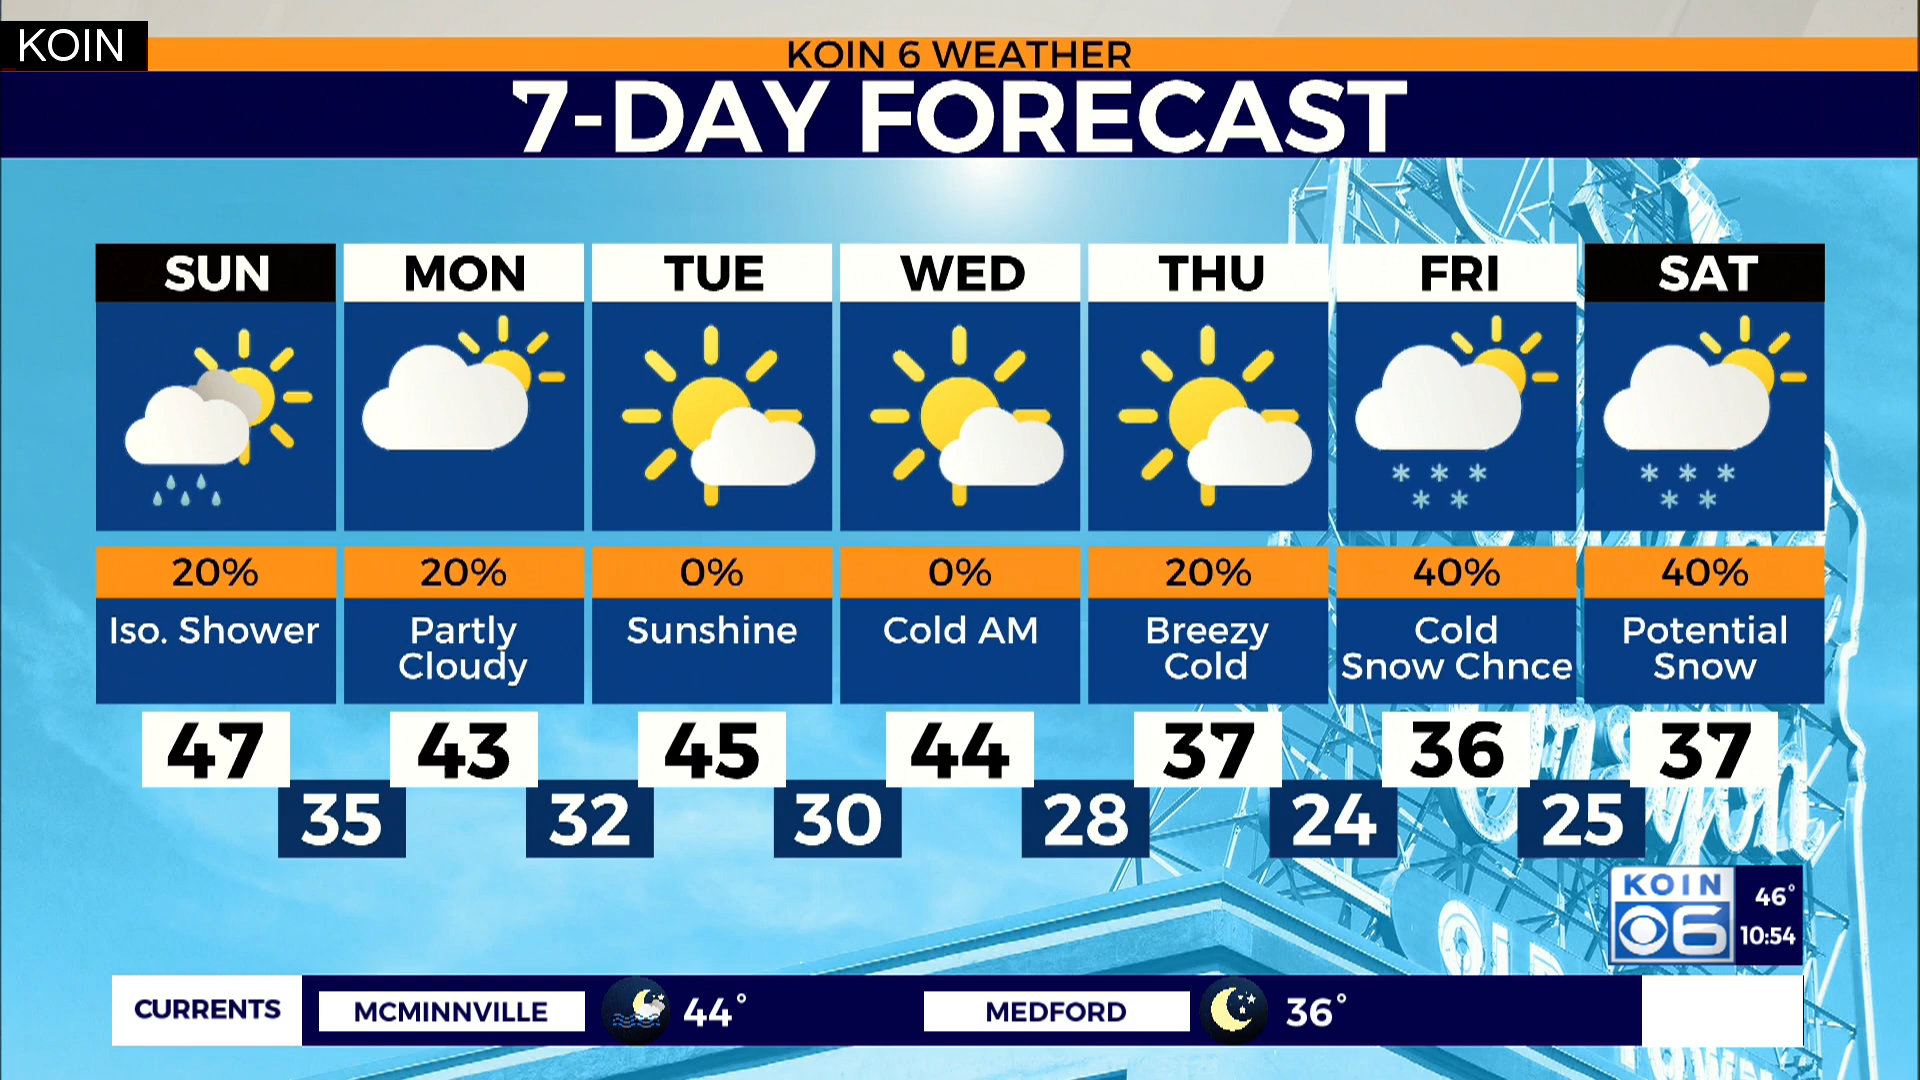 KOIN
KOIN 6 WEATHER
7-DAY FORECAST
SUN MON TUE WED THU FRI SAT
20% 20% 0% 0% 20% 40% 40%
Iso. Shower Partly Sunshine Cold AM Breezy Cold Potential
Cloudy Cold Snow Chnce Snow
47 43 45 44 37 36 37
35 32 30 28 24 25
KOIN
6
46°
10:54
CURRENTS MCMINNVILLE 44° MEDFORD 36°
OLD
TOWN